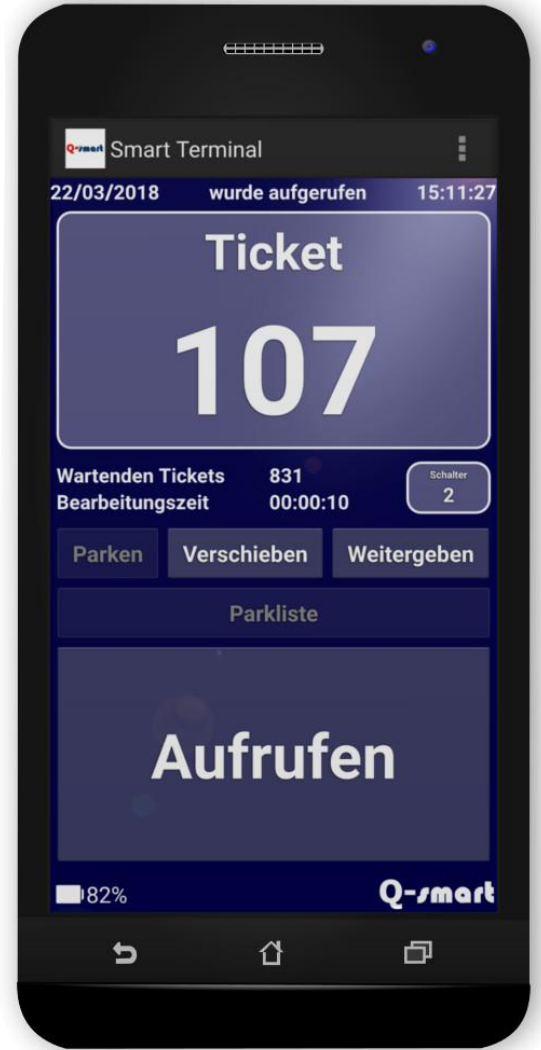 Q-smart Smart Terminal
22/03/2018 wurde aufgerufen 15:11:27
Ticket
107
Wartenden Tickets 831
Bearbeitungszeit 00:00:10
Schalter
2
Parken Verschieben Weitergeben
Parkliste
Aufrufen
82% Q-smart